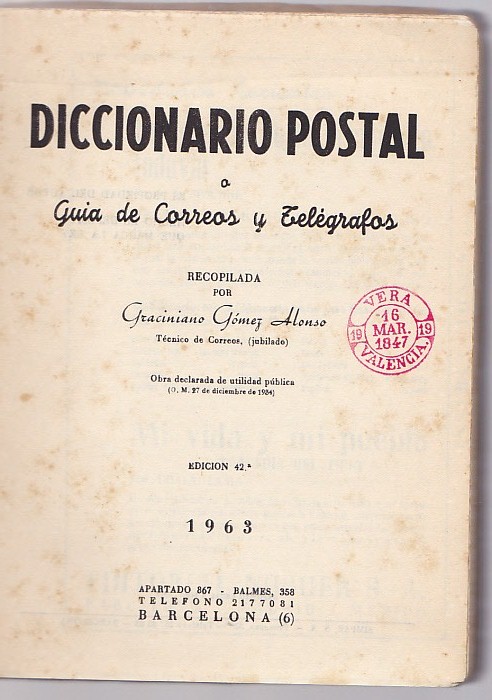 DICCIONARIO POSTAL
o
Guia de Correos y Telégrafos
RECOPILADA
POR
Graciniano Gómez Alonso
Técnico de Correos, (jubilado)
Obra declarada de utilidad pública
(O. M. 27 de diciembre de 1934)
VERA
16
MAR.
1847
19
19
VALENCIA.
EDICION 42.ª
1963
APARTADO 867 - BALMES, 358
TELEFONO 2177081
BARCELONA (6)